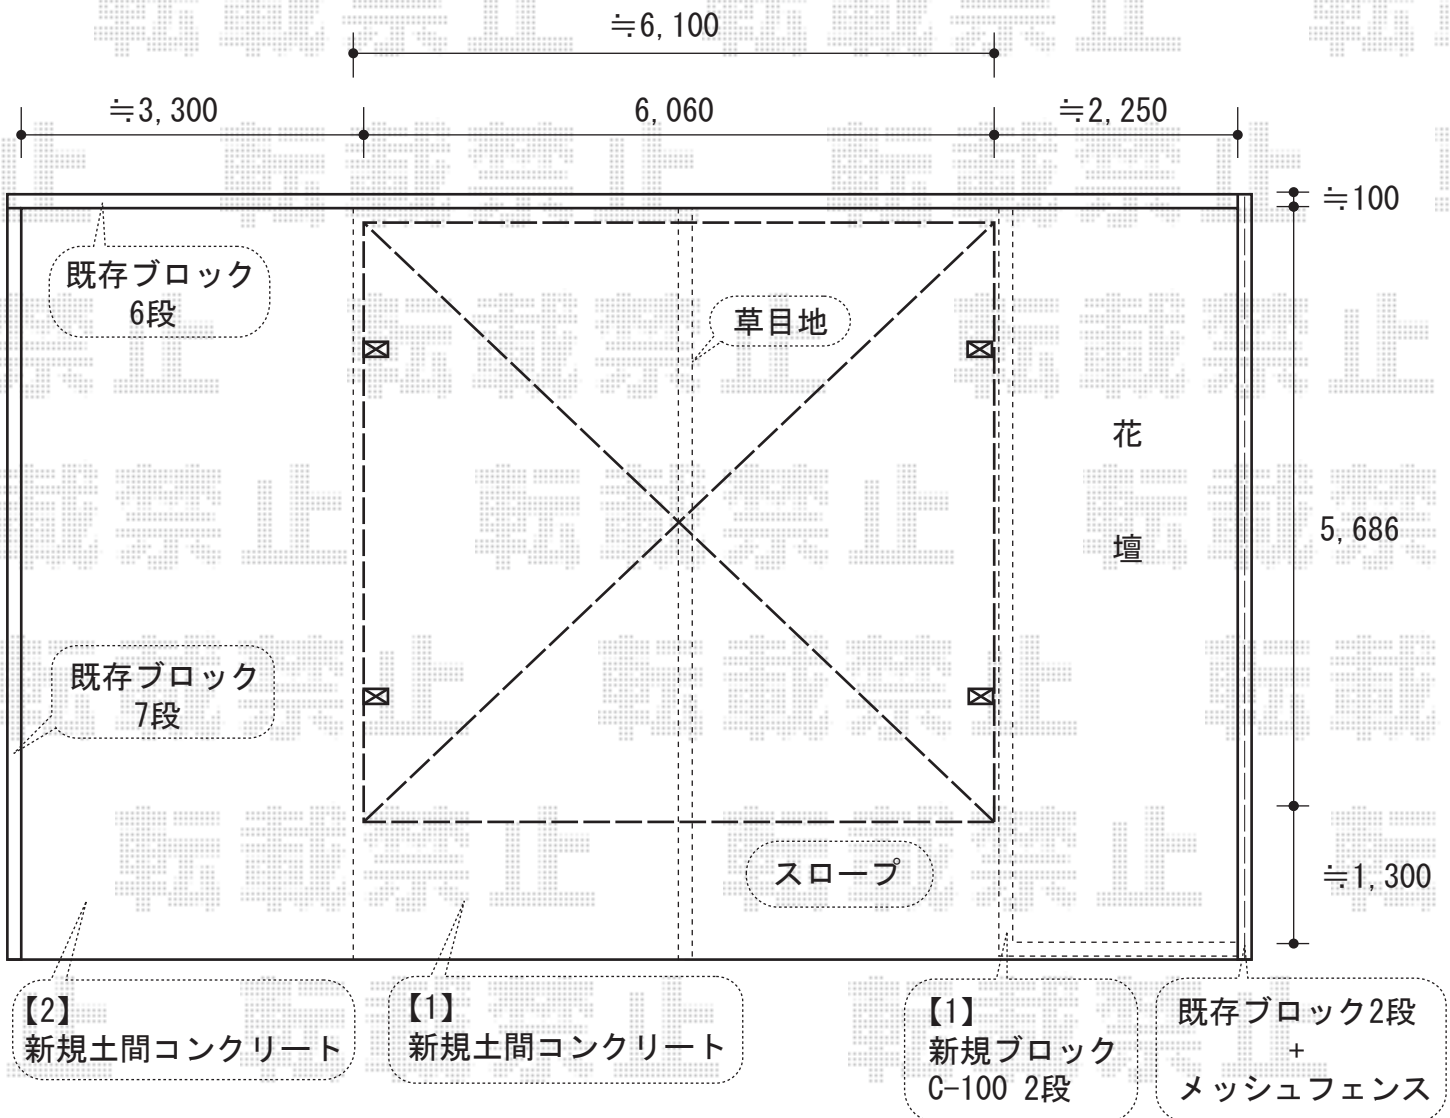 ≒6,100
≒3,300
6,060
≒2,250
≒100
既存ブロック
6段
草目地
花
壇
5,686
既存ブロック
7段
スロープ
≒1,300
【2】
新規土間コンクリート
【1】
新規土間コンクリート
【1】
新規ブロック
C-100 2段
既存ブロック2段
+
メッシュフェンス
転載禁止